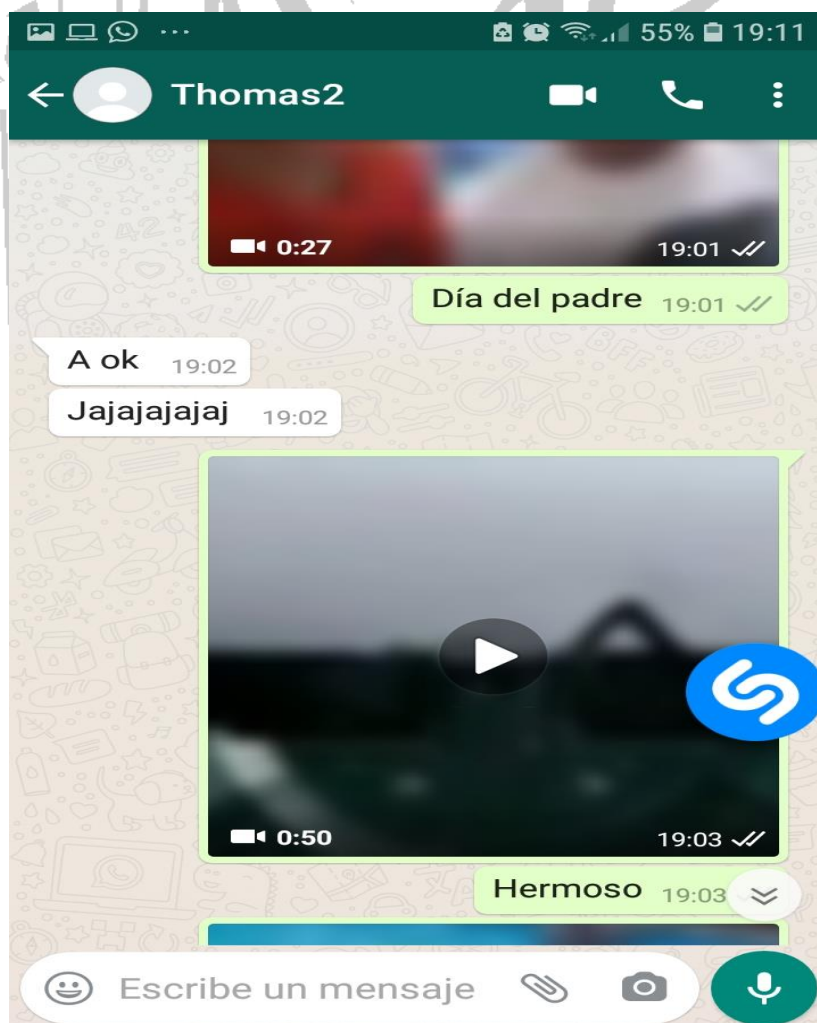 55% 19:11
Thomas2
0:27 19:01
Día del padre 19:01
A ok 19:02
Jajajajajaj 19:02
0:50 19:03
Hermoso 19:03
Escribe un mensaje